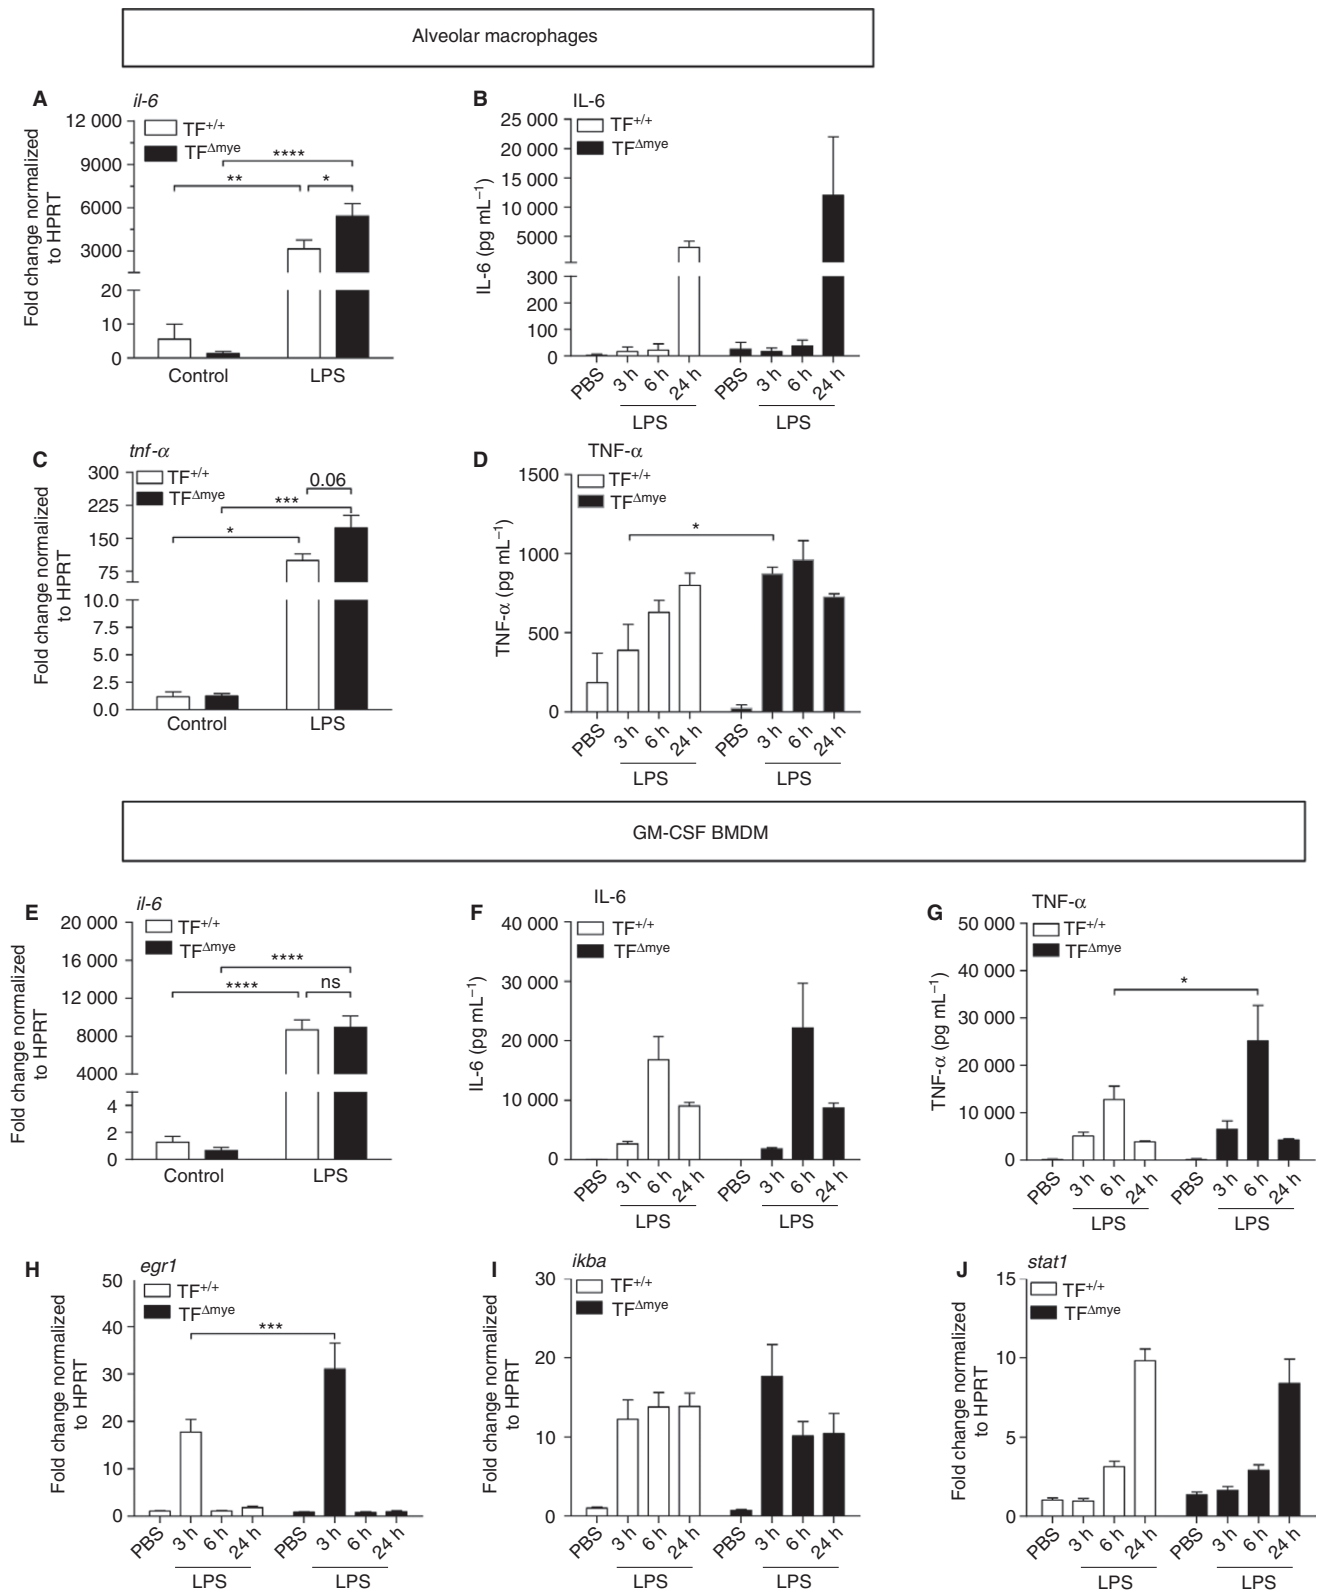 Alveolar macrophages
A
il-6
Fold change normalized
to HPRT
12 000
9000
6000
3000
20
10
0
TF+/+
TFΔmye
****
**
*
Control
LPS
B
IL-6
IL-6 (pg mL−1)
25 000
20 000
15 000
10 000
5000
300
200
100
0
TF+/+
TFΔmye
PBS
3 h
6 h
24 h
PBS
3 h
6 h
24 h
LPS
LPS
C
tnf-α
Fold change normalized
to HPRT
300
225
150
75
10.0
7.5
5.0
2.5
0.0
TF+/+
TFΔmye
0.06
***
*
Control
LPS
D
TNF-α
TNF-α (pg mL−1)
1500
1000
500
0
TF+/+
TFΔmye
*
PBS
3 h
6 h
24 h
PBS
3 h
6 h
24 h
LPS
LPS
GM-CSF BMDM
E
il-6
Fold change normalized
to HPRT
20 000
16 000
12 000
8000
4000
4
2
0
TF+/+
TFΔmye
****
****
ns
Control
LPS
F
IL-6
IL-6 (pg mL−1)
40 000
30 000
20 000
10 000
0
TF+/+
TFΔmye
PBS
3 h
6 h
24 h
PBS
3 h
6 h
24 h
LPS
LPS
G
TNF-α
TNF-α (pg mL−1)
50 000
40 000
30 000
20 000
10 000
0
TF+/+
TFΔmye
*
PBS
3 h
6 h
24 h
PBS
3 h
6 h
24 h
LPS
LPS
H
egr1
Fold change normalized
to HPRT
50
40
30
20
10
0
TF+/+
TFΔmye
***
PBS
3 h
6 h
24 h
PBS
3 h
6 h
24 h
LPS
LPS
I
ikba
Fold change normalized
to HPRT
30
20
10
0
TF+/+
TFΔmye
PBS
3 h
6 h
24 h
PBS
3 h
6 h
24 h
LPS
LPS
J
stat1
Fold change normalized
to HPRT
15
10
5
0
TF+/+
TFΔmye
PBS
3 h
6 h
24 h
PBS
3 h
6 h
24 h
LPS
LPS